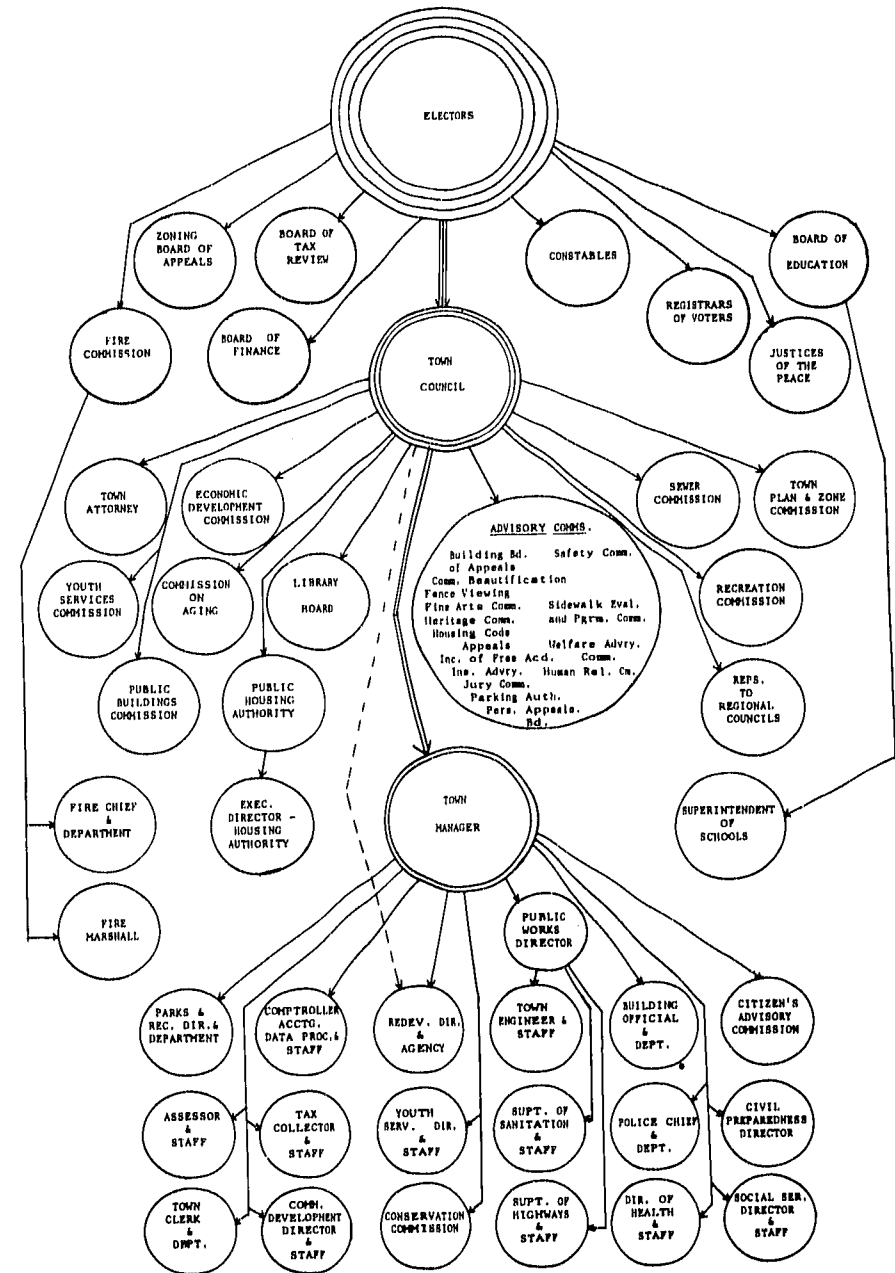 ELECTORS
ZONING
BOARD OF
APPEALS
BOARD OF
TAX
REVIEW
CONSTABLES
BOARD OF
EDUCATION
FIRE
COMMISSION
BOARD OF
FINANCE
TOWN
COUNCIL
REGISTRARS
OF VOTERS
JUSTICES
OF THE
PEACE
TOWN
ATTORNEY
ECONOMIC
DEVELOPMENT
COMMISSION
SEWER
COMMISSION
TOWN
PLAN & ZONE
COMMISSION
YOUTH
SERVICES
COMMISSION
COMMISSION
ON
AGING
LIBRARY
BOARD
ADVISORY COMMS.
Building Bd. Safety Comm.
of Appeals
Comm. Beautification
Fence Viewing
Fine Arts Comm. Sidewalk Eval.
Heritage Comm. and Pgrm. Comm.
Housing Code
Appeals Welfare Advry.
Inc. of Free Acd. Comm.
Ins. Advry. Human Rel. Cm.
Jury Comm.
Parking Auth.
Pers. Appeals.
Bd.
RECREATION
COMMISSION
PUBLIC
BUILDINGS
COMMISSION
PUBLIC
HOUSING
AUTHORITY
REPS.
TO
REGIONAL
COUNCILS
FIRE CHIEF
&
DEPARTMENT
EXEC.
DIRECTOR -
HOUSING
AUTHORITY
TOWN
MANAGER
SUPERINTENDENT
OF
SCHOOLS
FIRE
MARSHALL
PUBLIC
WORKS
DIRECTOR
PARKS &
REC. DIR.&
DEPARTMENT
COMPTROLLER
ACCTG.
DATA PROC.&
STAFF
REDEV. DIR.
&
AGENCY
TOWN
ENGINEER &
STAFF
BUILDING
OFFICIAL
&
DEPT.
CITIZEN'S
ADVISORY
COMMISSION
ASSESSOR
&
STAFF
TAX
COLLECTOR
&
STAFF
YOUTH
SERV. DIR.
&
STAFF
SUPT. OF
SANITATION
&
STAFF
POLICE CHIEF
&
DEPT.
CIVIL
PREPAREDNESS
DIRECTOR
TOWN
CLERK
&
DEPT.
COMM.
DEVELOPMENT
DIRECTOR
&
STAFF
CONSERVATION
COMMISSION
SUPT. OF
HIGHWAYS
&
STAFF
DIR. OF
HEALTH
&
STAFF
SOCIAL SER.
DIRECTOR
&
STAFF